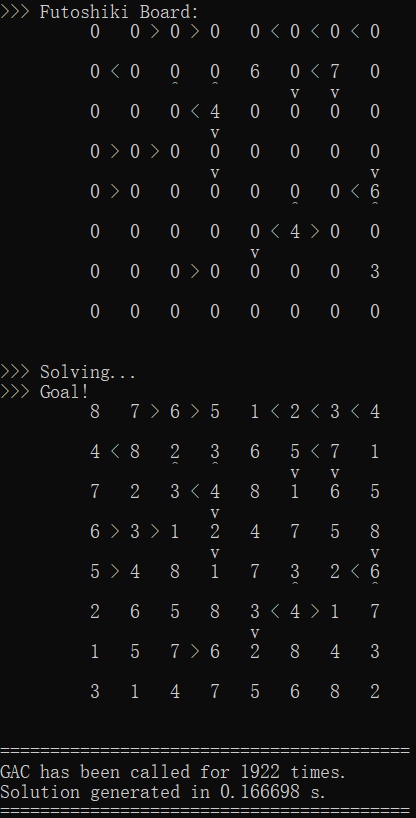 >>> Futoshiki Board:
0   0 > 0 > 0   0 < 0 < 0 < 0
0 < 0   0   0   6   0 < 7   0
        ^   ^       v   v
0   0   0 < 4   0   0   0   0
            v
0 > 0 > 0   0   0   0   0   0
            v               v
0 > 0   0   0   0   0   0 < 6
                    ^       ^
0   0   0   0   0 < 4 > 0   0
                v
0   0   0 > 0   0   0   0   3
0   0   0   0   0   0   0   0
>>> Solving...
>>> Goal!
8   7 > 6 > 5   1 < 2 < 3 < 4
4 < 8   2   3   6   5 < 7   1
        ^   ^       v   v
7   2   3 < 4   8   1   6   5
            v
6 > 3 > 1   2   4   7   5   8
            v               v
5 > 4   8   1   7   3   2 < 6
                    ^       ^
2   6   5   8   3 < 4 > 1   7
                v
1   5   7 > 6   2   8   4   3
3   1   4   7   5   6   8   2
=========================================
GAC has been called for 1922 times.
Solution generated in 0.166698 s.
=========================================